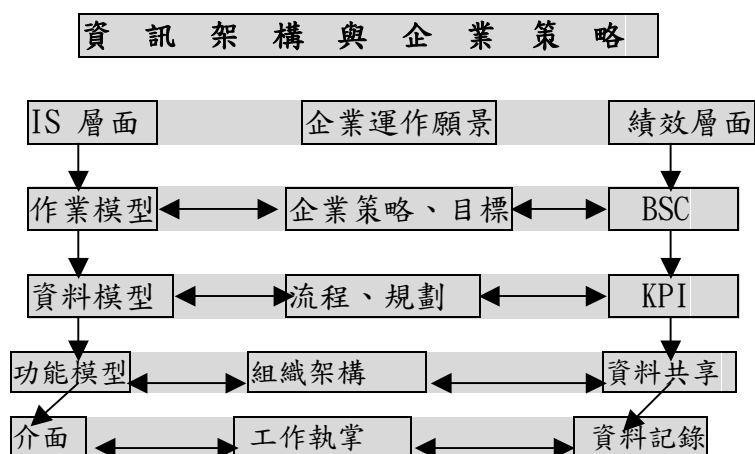 資訊架構與企業策略
IS 層面 企業運作願景 績效層面
作業模型 企業策略、目標 BSC
資料模型 流程、規劃 KPI
功能模型 組織架構 資料共享
介面 工作執掌 資料記錄